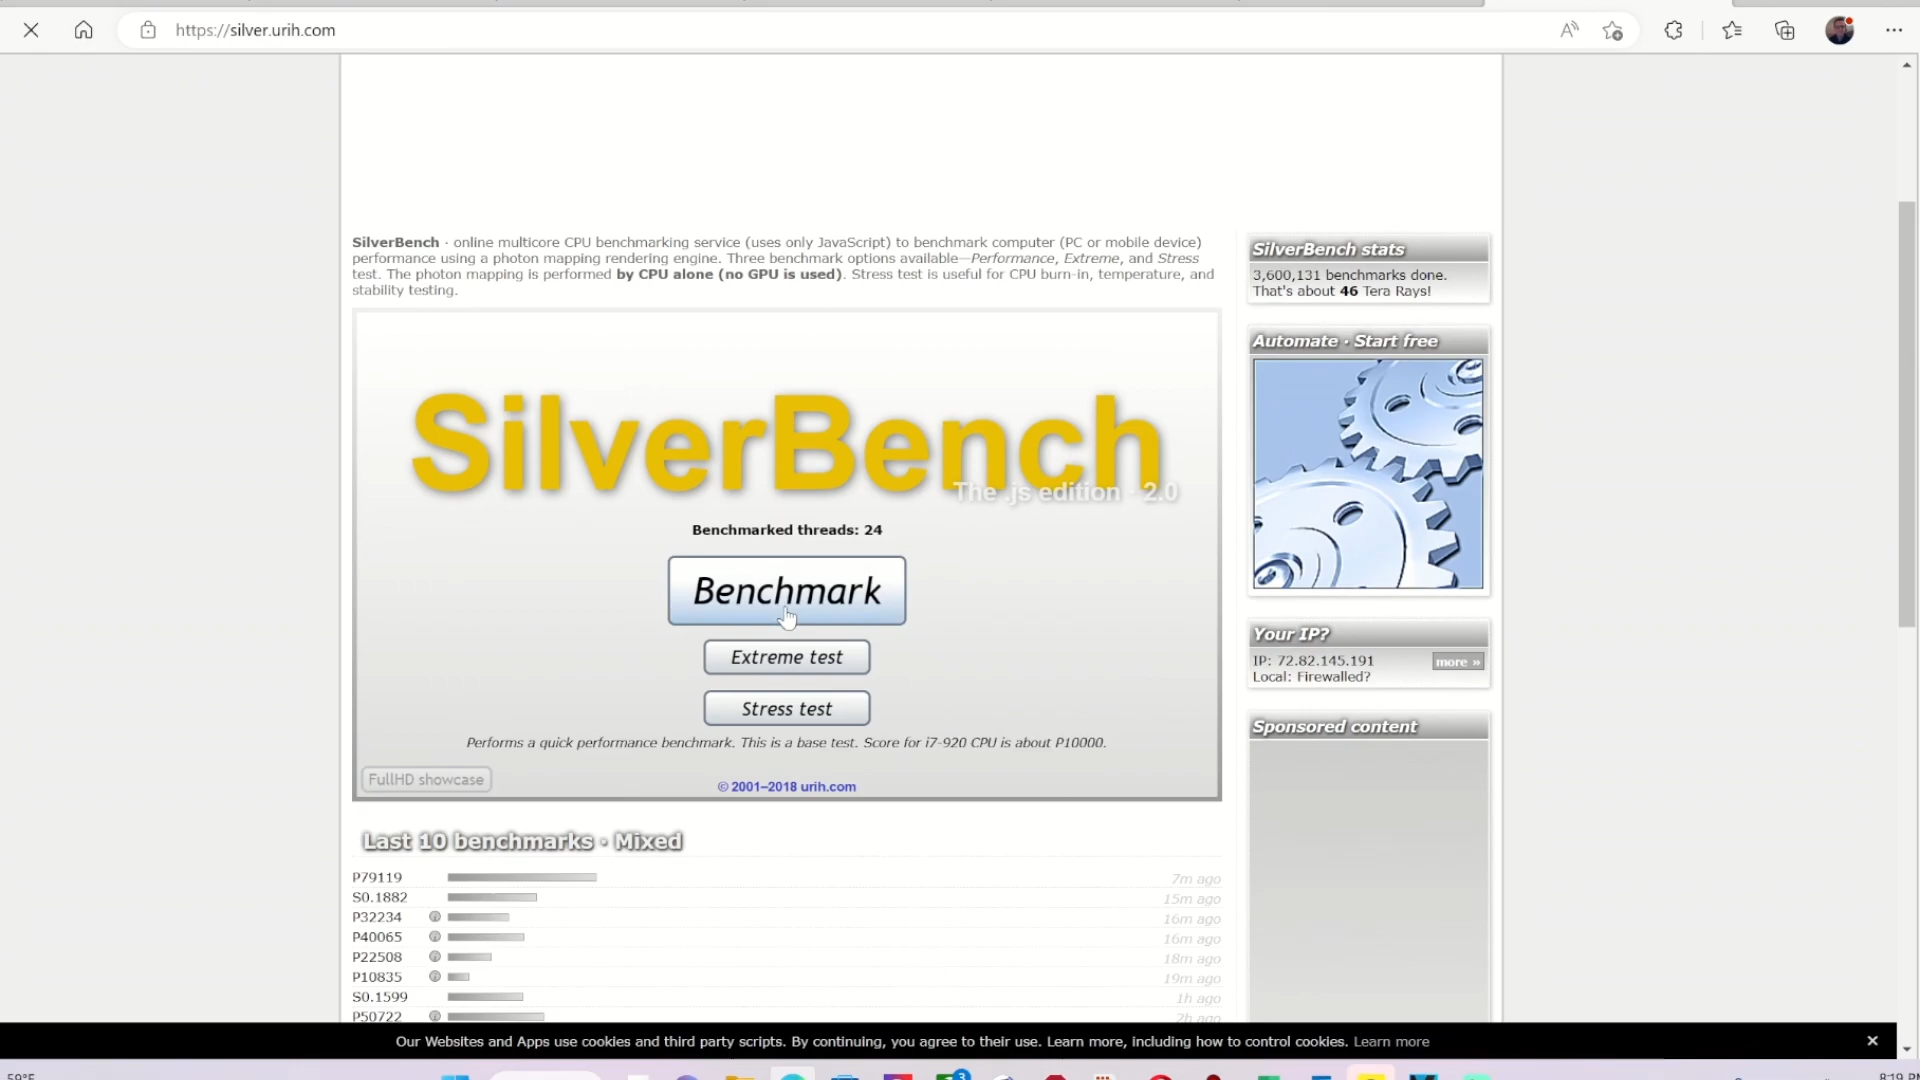 https://silver.urih.com
SilverBench · online multicore CPU benchmarking service (uses only JavaScript) to benchmark computer (PC or mobile device)
performance using a photon mapping rendering engine. Three benchmark options available—Performance, Extreme, and Stress
test. The photon mapping is performed by CPU alone (no GPU is used). Stress test is useful for CPU burn-in, temperature, and
stability testing.
SilverBench
The .js edition · 2.0
Benchmarked threads: 24
Benchmark
Extreme test
Stress test
Performs a quick performance benchmark. This is a base test. Score for i7-920 CPU is about P10000.
FullHD showcase
© 2001–2018 urih.com
Last 10 benchmarks · Mixed
P79119 7m ago
S0.1882 15m ago
P32234 16m ago
P40065 16m ago
P22508 18m ago
P10835 19m ago
S0.1599 1h ago
P50722 2h ago
SilverBench stats
3,600,131 benchmarks done.
That's about 46 Tera Rays!
Automate · Start free
Your IP?
IP: 72.82.145.191
more »
Local: Firewalled?
Sponsored content
Our Websites and Apps use cookies and third party scripts. By continuing, you agree to their use. Learn more, including how to control cookies. Learn more
59°F
3
8:19 PM